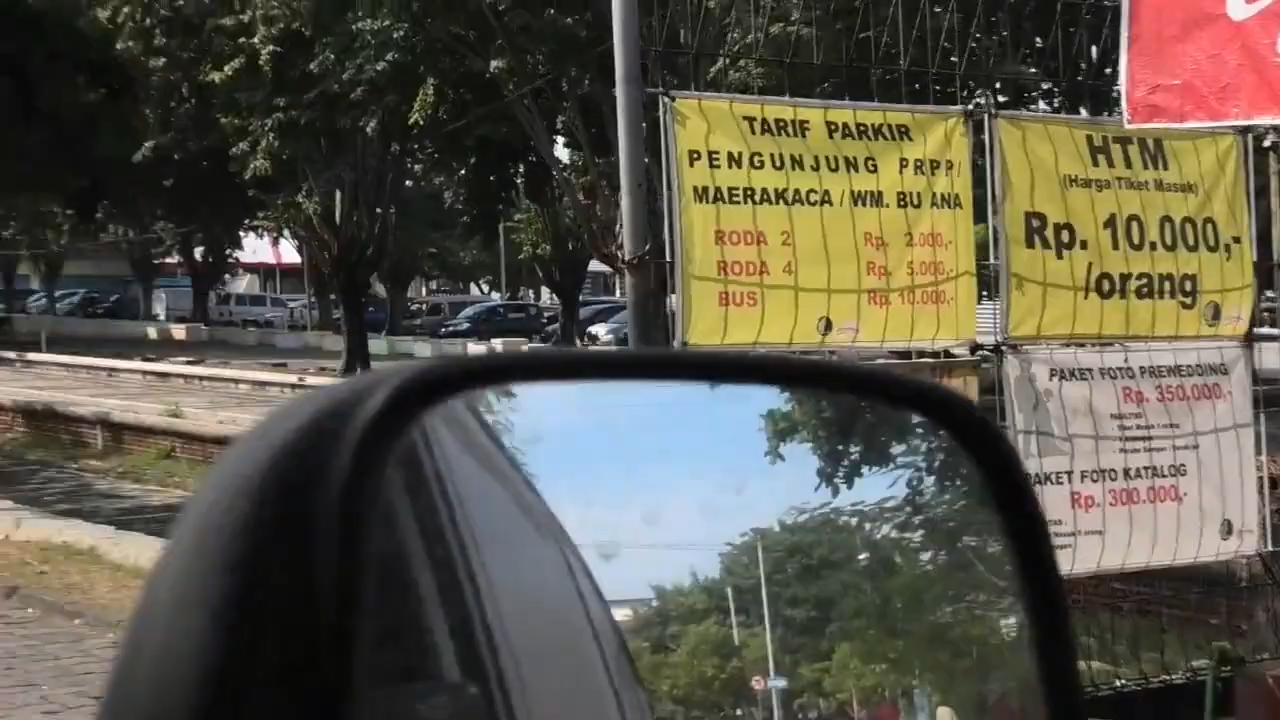 TARIF PARKIR
PENGUNJUNG PRPP/
MAERAKACA / WM. BU ANA
RODA 2 Rp. 2.000,-
RODA 4 Rp. 5.000,-
BUS Rp. 10.000,-
HTM
(Harga Tiket Masuk)
Rp. 10.000,-
/orang
PAKET FOTO PREWEDDING
Rp. 350.000,-
PAKET FOTO KATALOG
Rp. 300.000,-